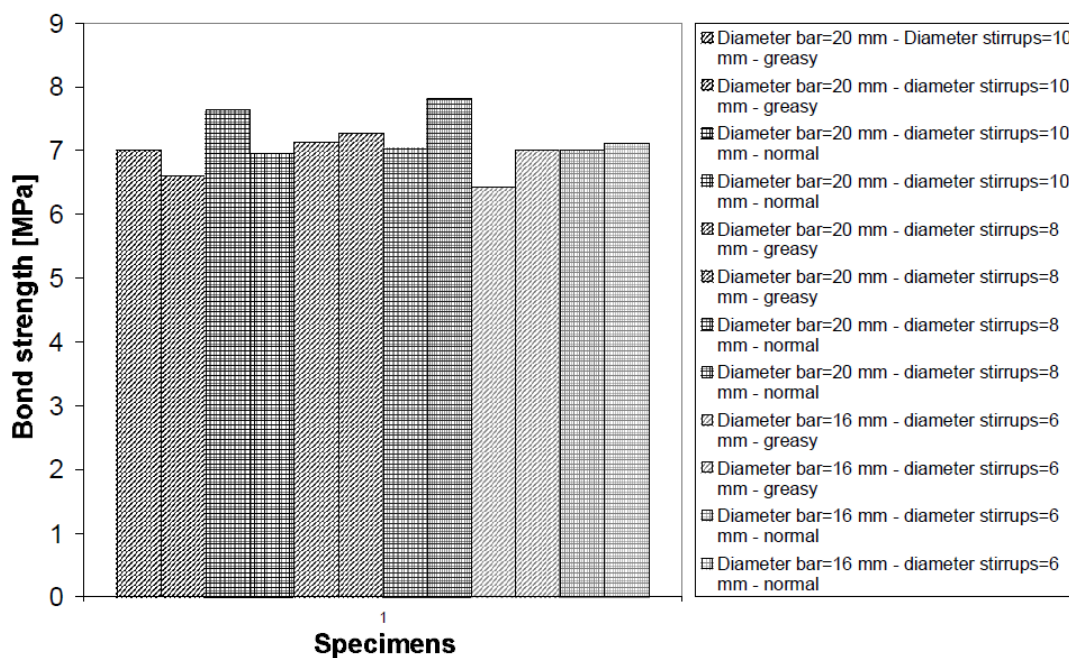 9
8
7
6
5
4
3
2
1
0
Bond strength [MPa]
1
Specimens
Diameter bar=20 mm - Diameter stirrups=10
mm - greasy
Diameter bar=20 mm - diameter stirrups=10
mm - greasy
Diameter bar=20 mm - diameter stirrups=10
mm - normal
Diameter bar=20 mm - diameter stirrups=10
mm - normal
Diameter bar=20 mm - diameter stirrups=8
mm - greasy
Diameter bar=20 mm - diameter stirrups=8
mm - greasy
Diameter bar=20 mm - diameter stirrups=8
mm - normal
Diameter bar=20 mm - diameter stirrups=8
mm - normal
Diameter bar=16 mm - diameter stirrups=6
mm - greasy
Diameter bar=16 mm - diameter stirrups=6
mm - greasy
Diameter bar=16 mm - diameter stirrups=6
mm - normal
Diameter bar=16 mm - diameter stirrups=6
mm - normal